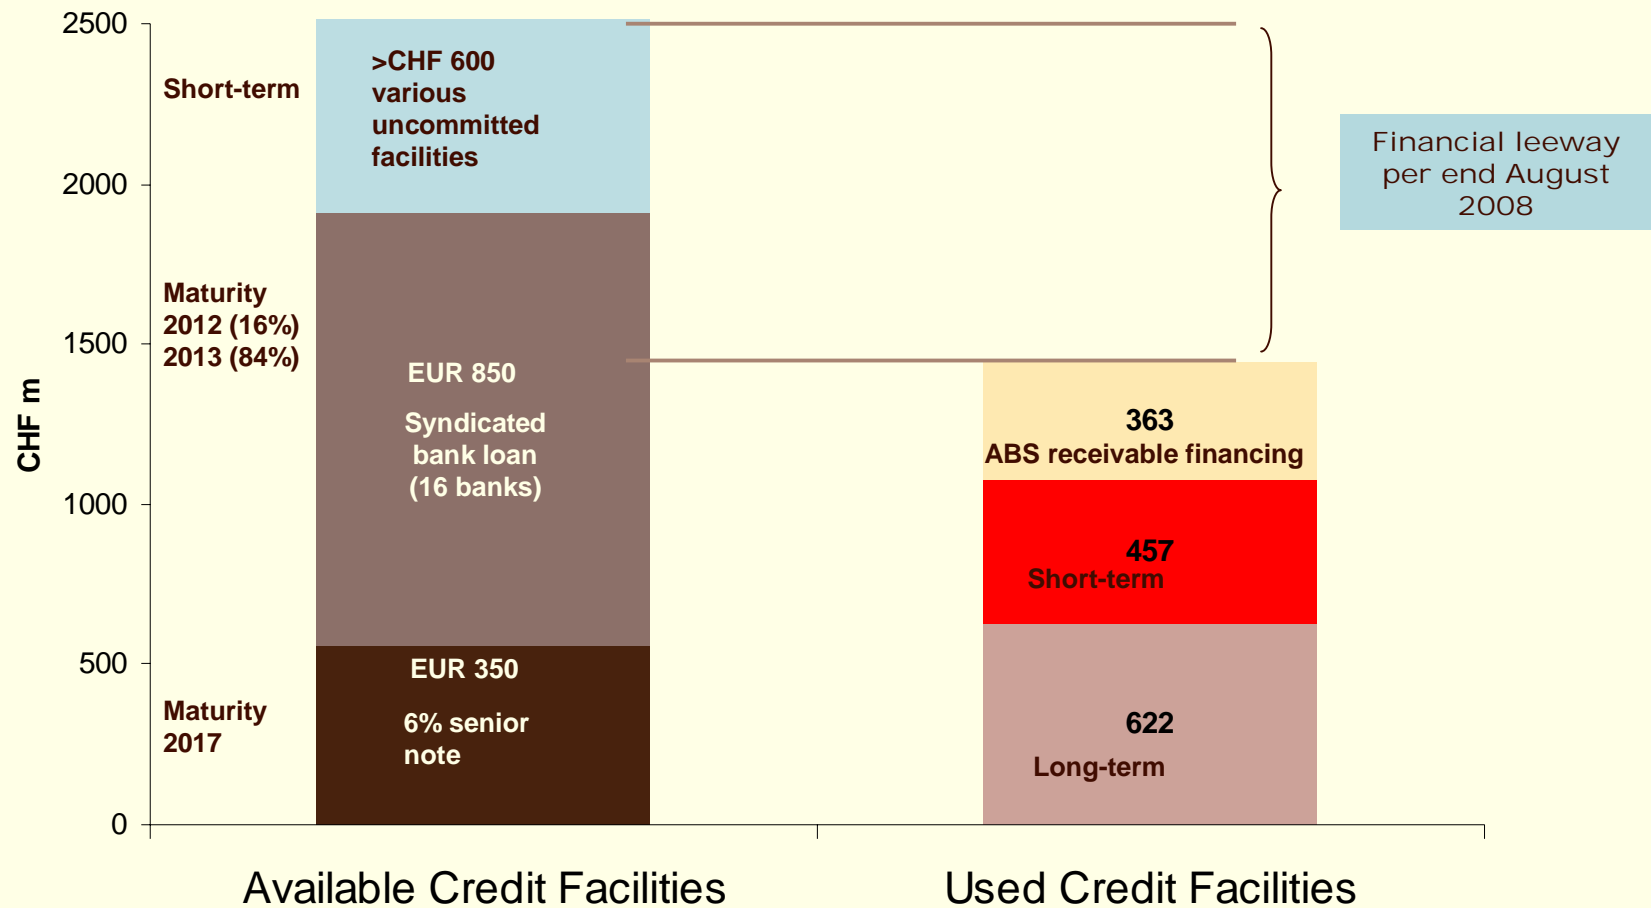 CHF m
2500
2000
1500
1000
500
0
Short-term
Maturity
2012 (16%)
2013 (84%)
Maturity
2017
>CHF 600
various
uncommitted
facilities
EUR 850
Syndicated
bank loan
(16 banks)
EUR 350
6% senior
note
363
ABS receivable financing
457
Short-term
622
Long-term
Financial leeway
per end August
2008
Available Credit Facilities
Used Credit Facilities